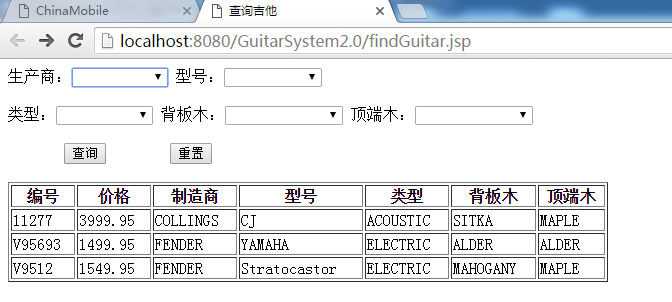 ChinaMobile 查询吉他
localhost:8080/GuitarSystem2.0/findGuitar.jsp
生产商： 型号：
类型： 背板木： 顶端木：
查询 重置
编号 价格 制造商 型号 类型 背板木 顶端木
11277 3999.95 COLLINGS CJ ACOUSTIC SITKA MAPLE
V95693 1499.95 FENDER YAMAHA ELECTRIC ALDER ALDER
V9512 1549.95 FENDER Stratocastor ELECTRIC MAHOGANY MAPLE